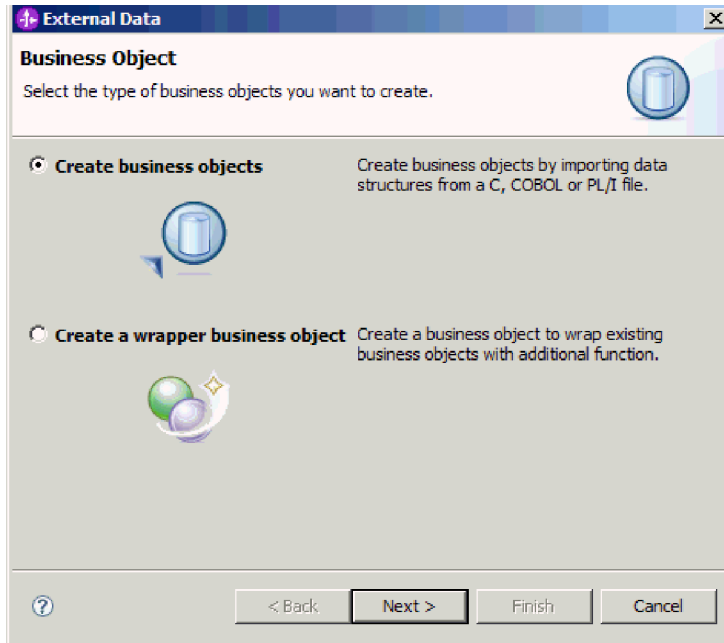 External Data
Business Object
Select the type of business objects you want to create.
Create business objects
Create business objects by importing data
structures from a C, COBOL or PL/I file.
Create a wrapper business object
Create a business object to wrap existing
business objects with additional function.
?
< Back
Next >
Finish
Cancel